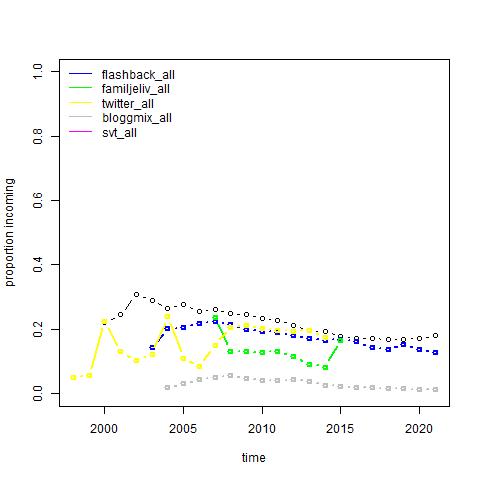 flashback_all
familjeliv_all
twitter_all
bloggmix_all
svt_all
1.0
0.8
0.6
0.4
0.2
0.0
proportion incoming
2000 2005 2010 2015 2020
time